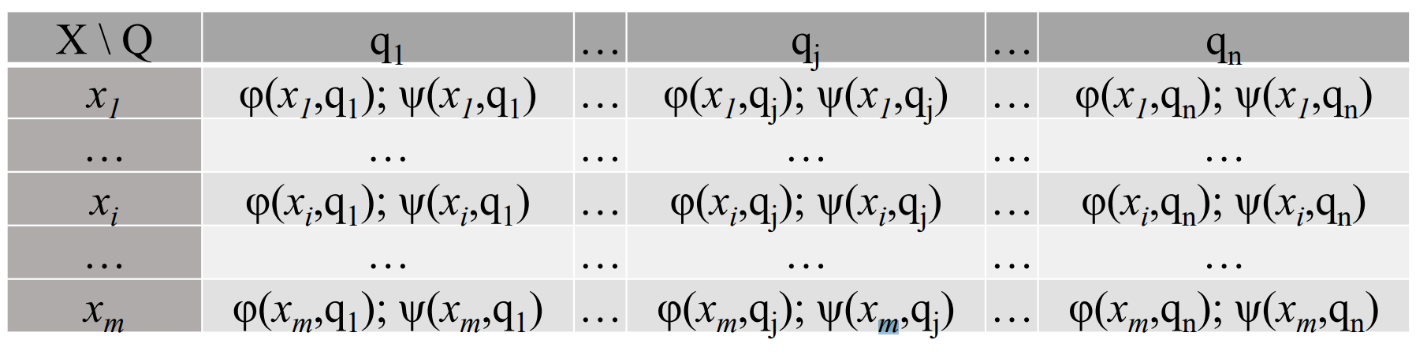 X \ Q q1 … qj … qn
x1 φ(x1,q1); ψ(x1,q1) … φ(x1,qj); ψ(x1,qj) … φ(x1,qn); ψ(x1,qn)
… … … … … …
xi φ(xi,q1); ψ(xi,q1) … φ(xi,qj); ψ(xi,qj) … φ(xi,qn); ψ(xi,qn)
… … … … … …
xm φ(xm,q1); ψ(xm,q1) … φ(xm,qj); ψ(xm,qj) … φ(xm,qn); ψ(xm,qn)